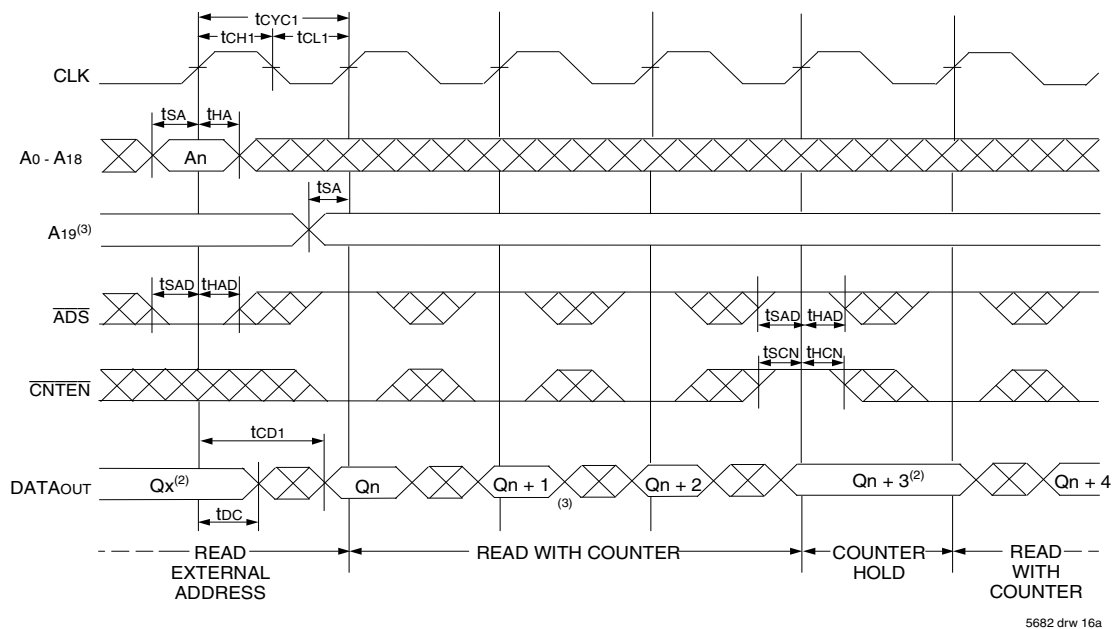 tCYC1
tCH1 tCL1
CLK
tSA tHA
A0 - A18 An
tSA
A19(3)
tSAD tHAD
ADS
tSAD tHAD
tSCN tHCN
CNTEN
tCD1
DATAOUT Qx(2) Qn Qn + 1 (3) Qn + 2 Qn + 3(2) Qn + 4
tDC
READ EXTERNAL ADDRESS
READ WITH COUNTER
COUNTER HOLD
READ WITH COUNTER
5682 drw 16a